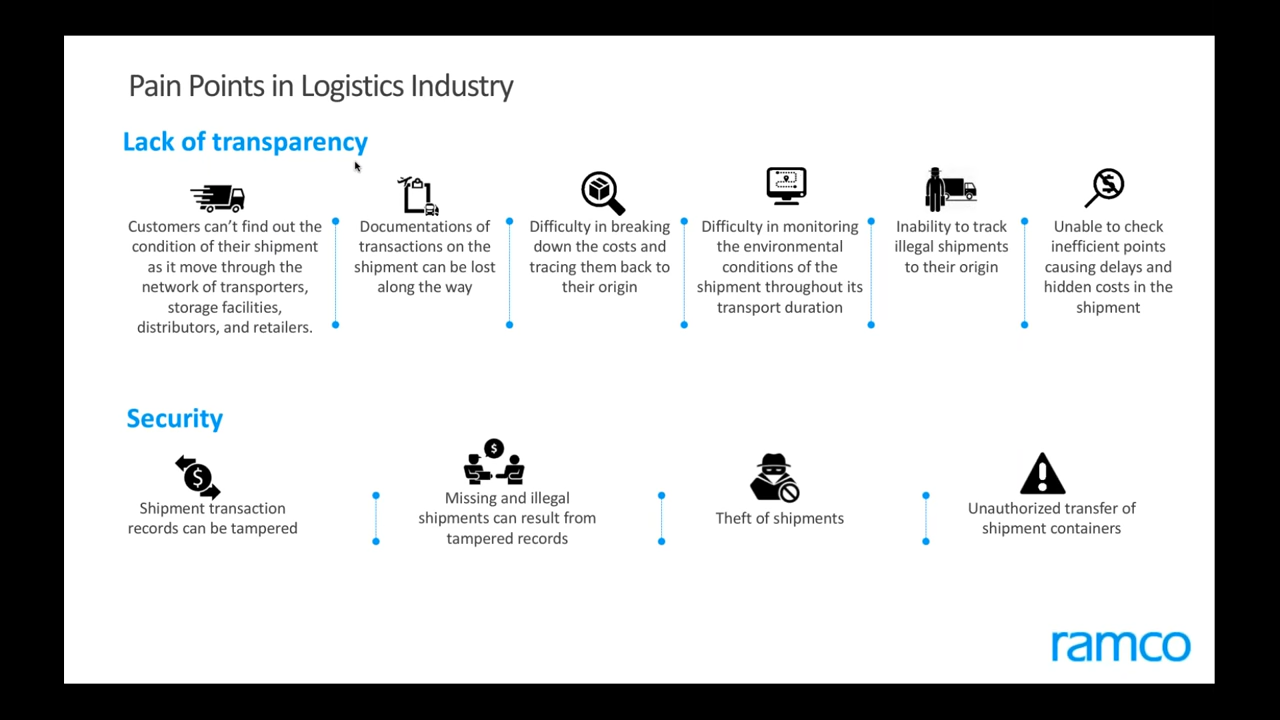 Pain Points in Logistics Industry
Lack of transparency
Customers can't find out the
condition of their shipment
as it move through the
network of transporters,
storage facilities,
distributors, and retailers.
Documentations of
transactions on the
shipment can be lost
along the way
Difficulty in breaking
down the costs and
tracing them back to
their origin
Difficulty in monitoring
the environmental
conditions of the
shipment throughout its
transport duration
Inability to track
illegal shipments
to their origin
Unable to check
inefficient points
causing delays and
hidden costs in the
shipment
Security
Shipment transaction
records can be tampered
Missing and illegal
shipments can result from
tampered records
Theft of shipments
Unauthorized transfer of
shipment containers
ramco